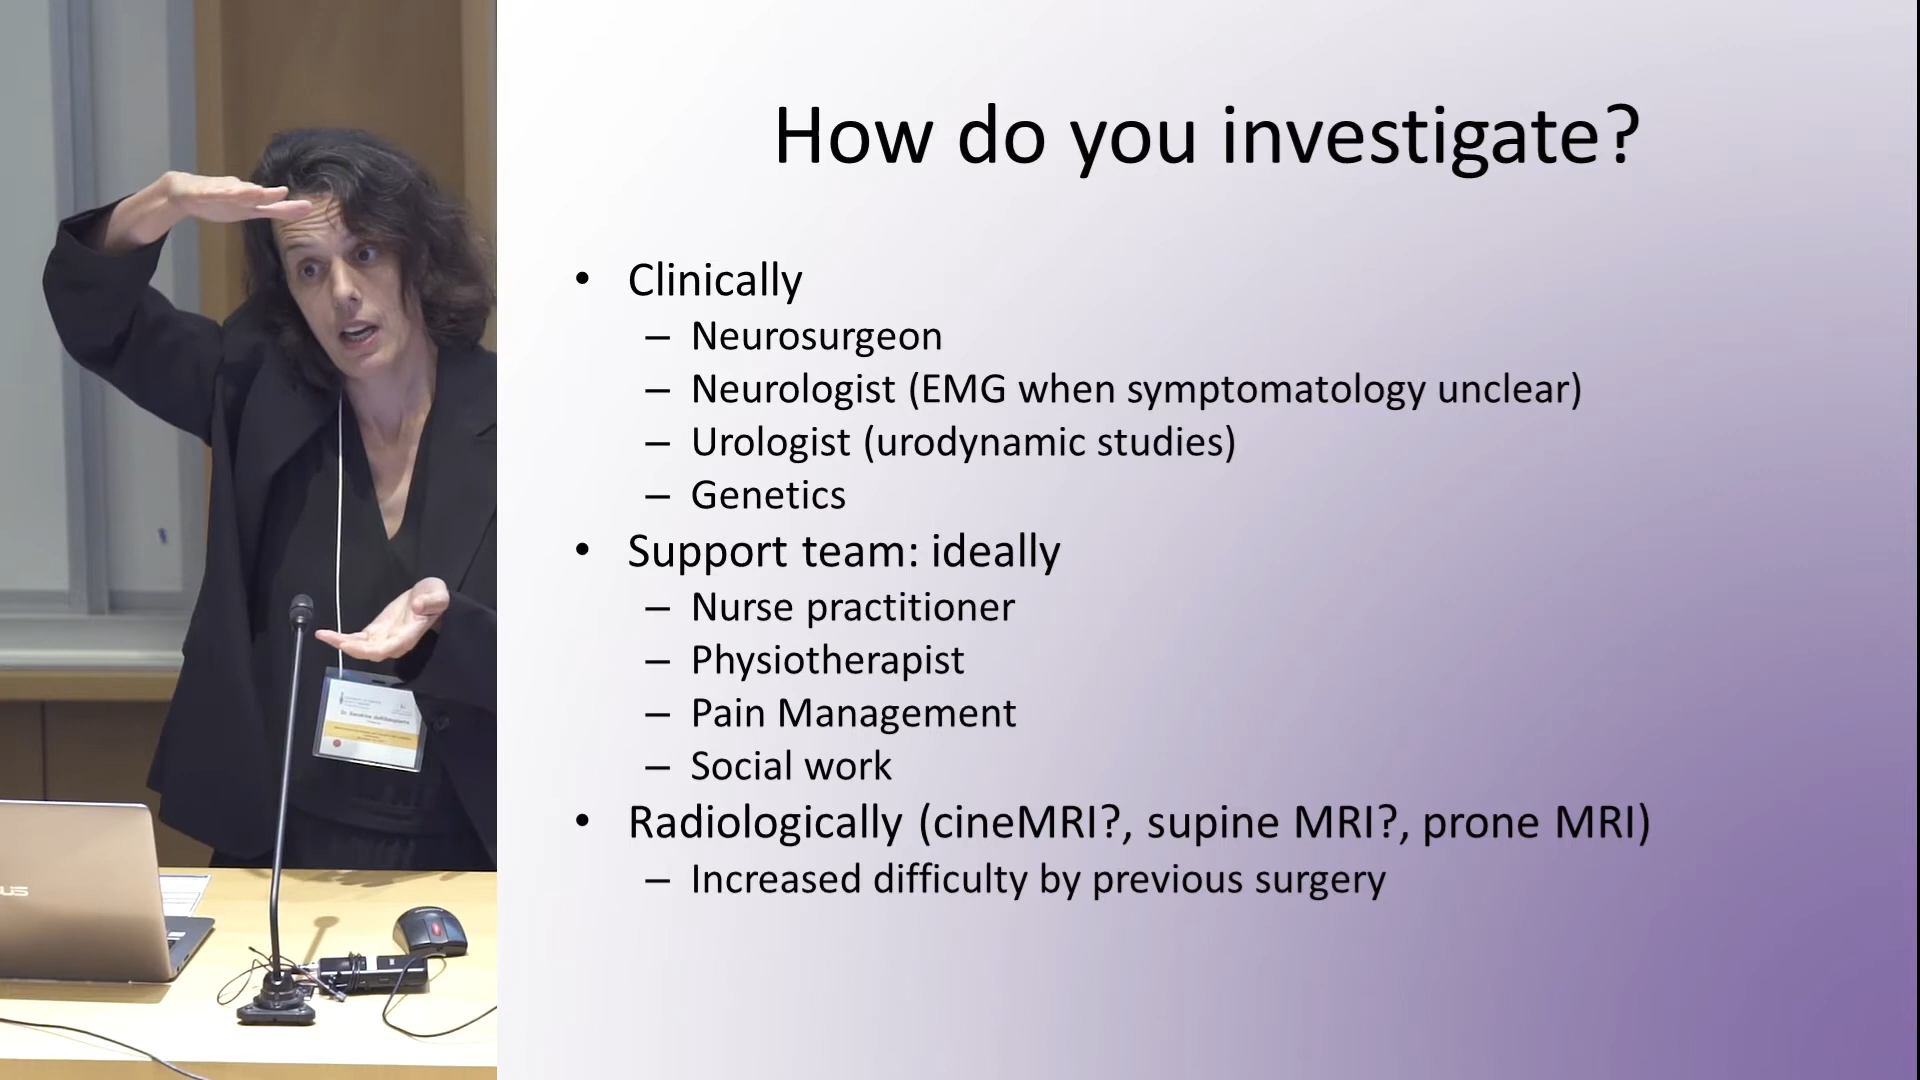 How do you investigate?
• Clinically
– Neurosurgeon
– Neurologist (EMG when symptomatology unclear)
– Urologist (urodynamic studies)
– Genetics
• Support team: ideally
– Nurse practitioner
– Physiotherapist
– Pain Management
– Social work
• Radiologically (cineMRI?, supine MRI?, prone MRI)
– Increased difficulty by previous surgery